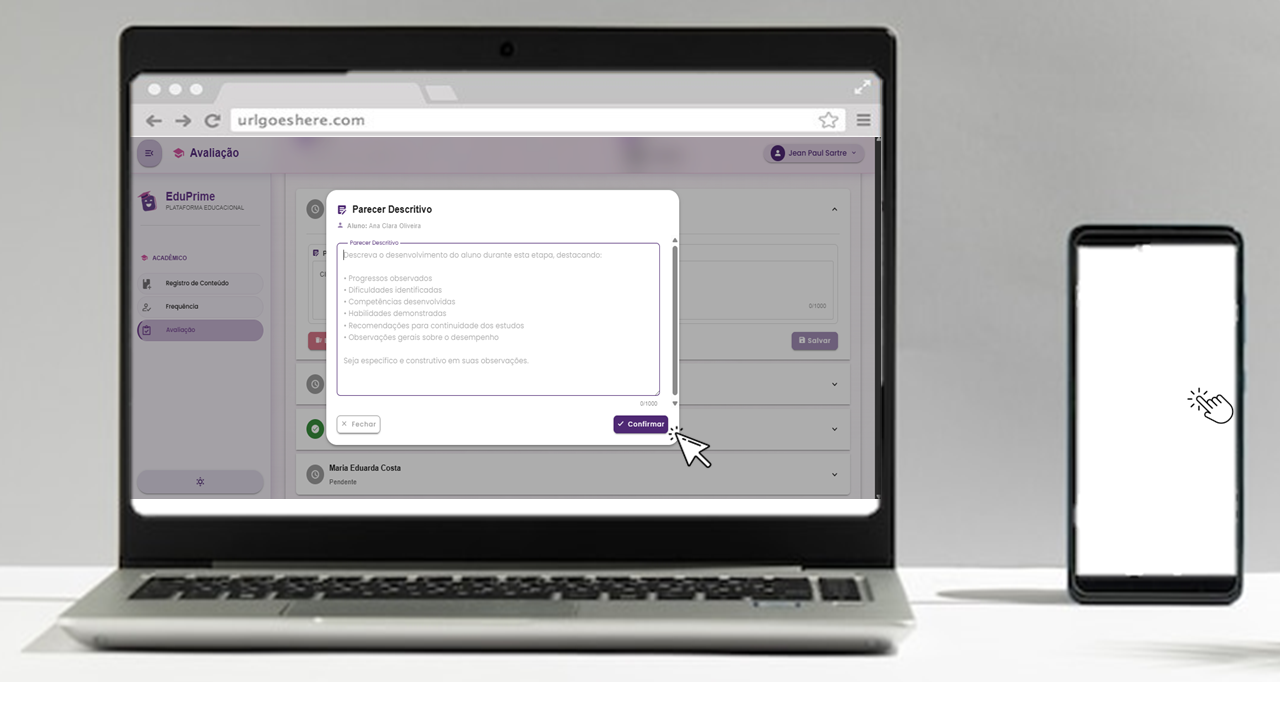 urlgoeshere.com
Avaliação
Jean Paul Sartre
EduPrime
PLATAFORMA EDUCACIONAL
ACADÊMICO
Registro de Conteúdo
Frequência
Avaliação
Parecer Descritivo
Aluno: Ana Clara Oliveira
Parecer Descritivo
Descreva o desenvolvimento do aluno durante esta etapa, destacando:
• Progressos observados
• Dificuldades identificadas
• Competências desenvolvidas
• Habilidades demonstradas
• Recomendações para continuidade dos estudos
• Observações gerais sobre o desempenho
Seja específico e construtivo em suas observações.
0/1000
Fechar
Confirmar
0/1000
Salvar
Maria Eduarda Costa
Pendente